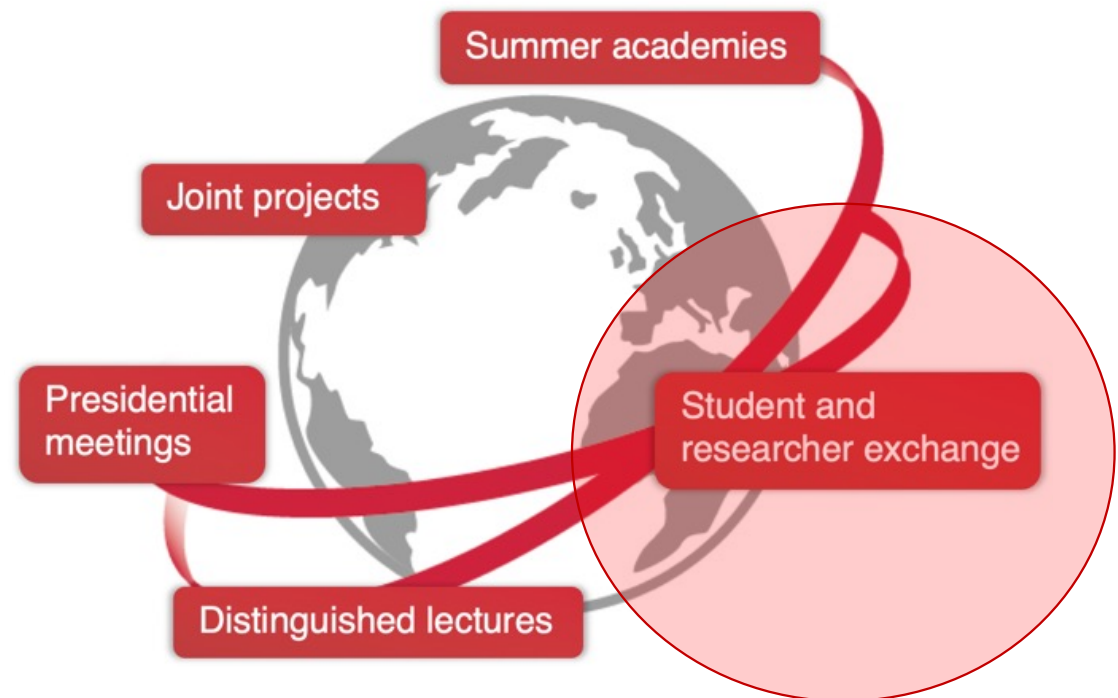 Summer academies
Joint projects
Presidential
meetings
Student and
researcher exchange
Distinguished lectures